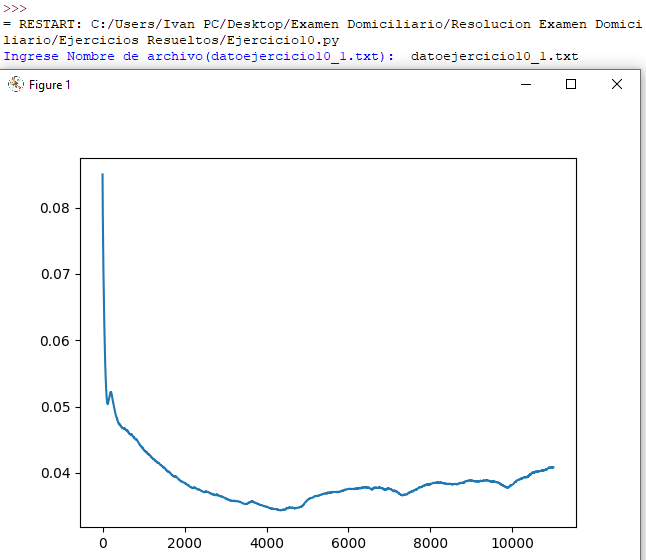 >>>
= RESTART: C:/Users/Ivan PC/Desktop/Examen Domiciliario/Resolucion Examen Domici
liario/Ejercicios Resueltos/Ejercicio10.py
Ingrese Nombre de archivo(datoejercicio10_1.txt):  datoejercicio10_1.txt
Figure 1
0.08
0.07
0.06
0.05
0.04
0 2000 4000 6000 8000 10000